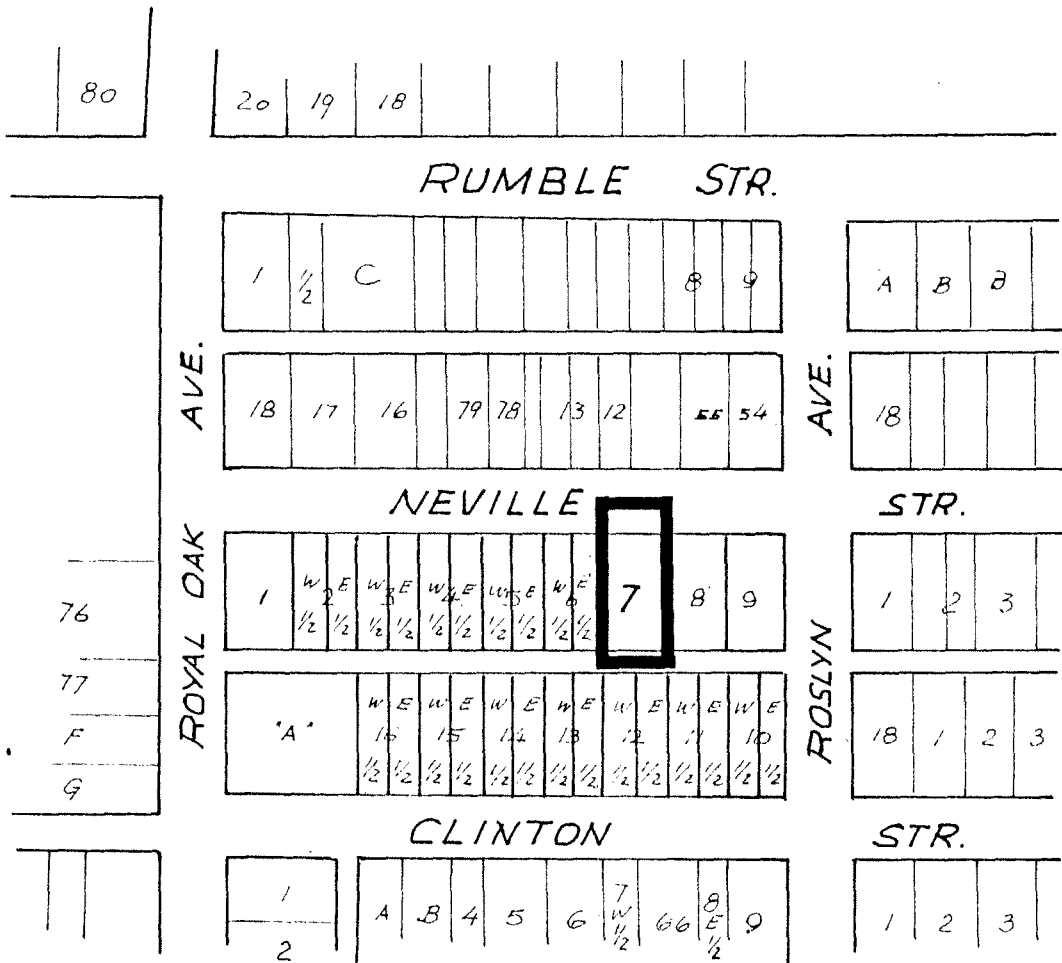 80 20 19 18
RUMBLE STR.
1 1/2 C 8 9 A B B
AVE. AVE.
18 17 16 79 78 13 12 55 54 18
NEVILLE STR.
ROYAL OAK
1 W 2 E W 3 E W 4 E W 5 E W 6 E 7 8 9 1 2 3
1/2 1/2 1/2 1/2 1/2 1/2 1/2 1/2 1/2 1/2
76
77
F
G
ROSLYN
"A" W E W E W E W E W E W E W E
16 15 14 13 12 11 10 18 1 2 3
1/2 1/2 1/2 1/2 1/2 1/2 1/2 1/2 1/2 1/2 1/2 1/2 1/2 1/2
CLINTON STR.
1 A B 4 5 6 7 W 1/2 66 8 E 1/2 9 1 2 3
2